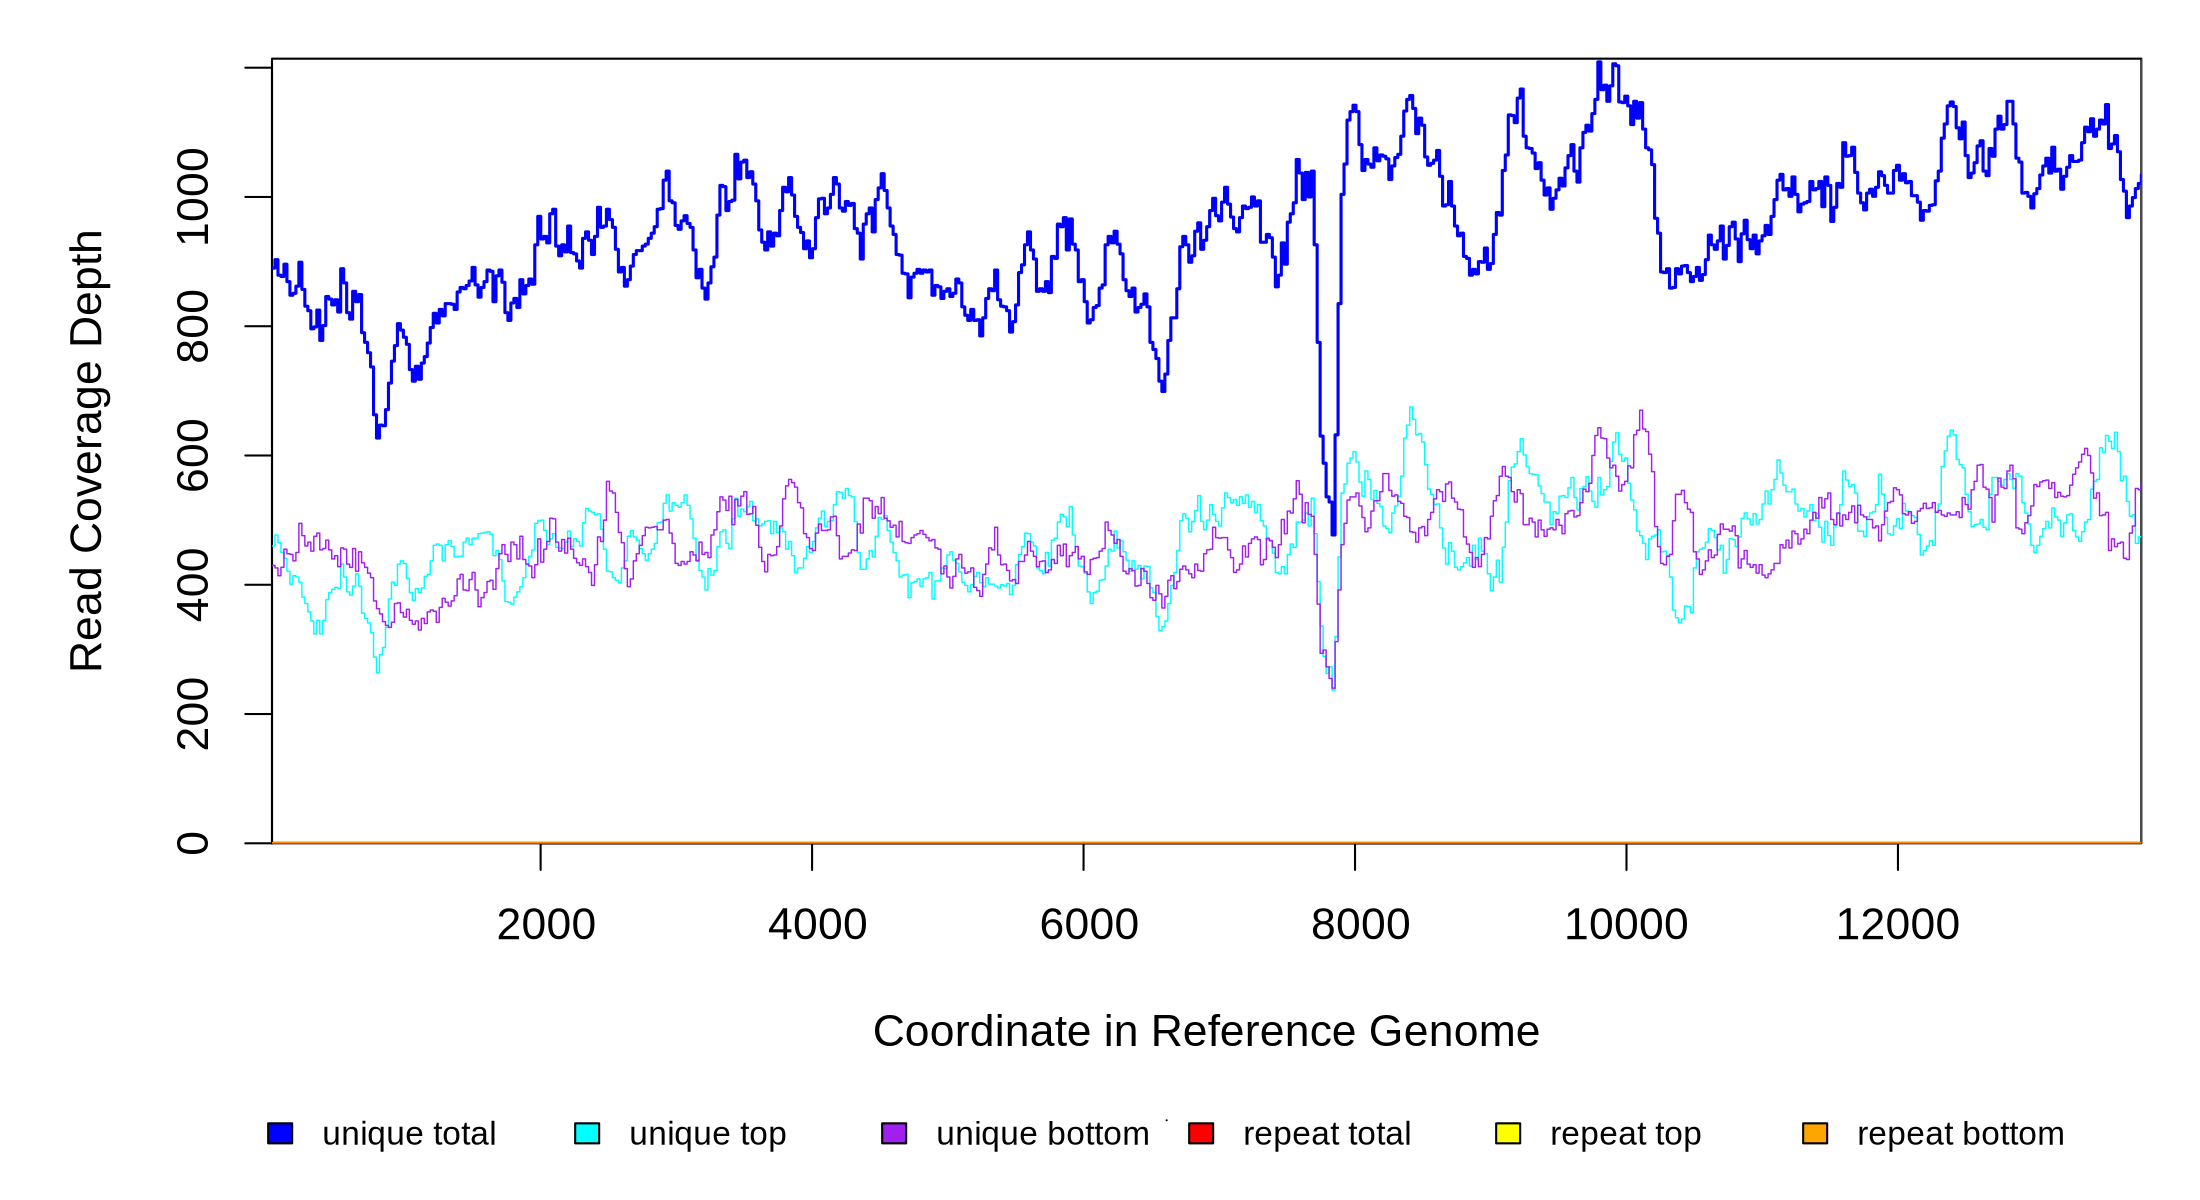 Read Coverage Depth
1000
800
600
400
200
0
2000 4000 6000 8000 10000 12000
Coordinate in Reference Genome
unique total unique top unique bottom repeat total repeat top repeat bottom